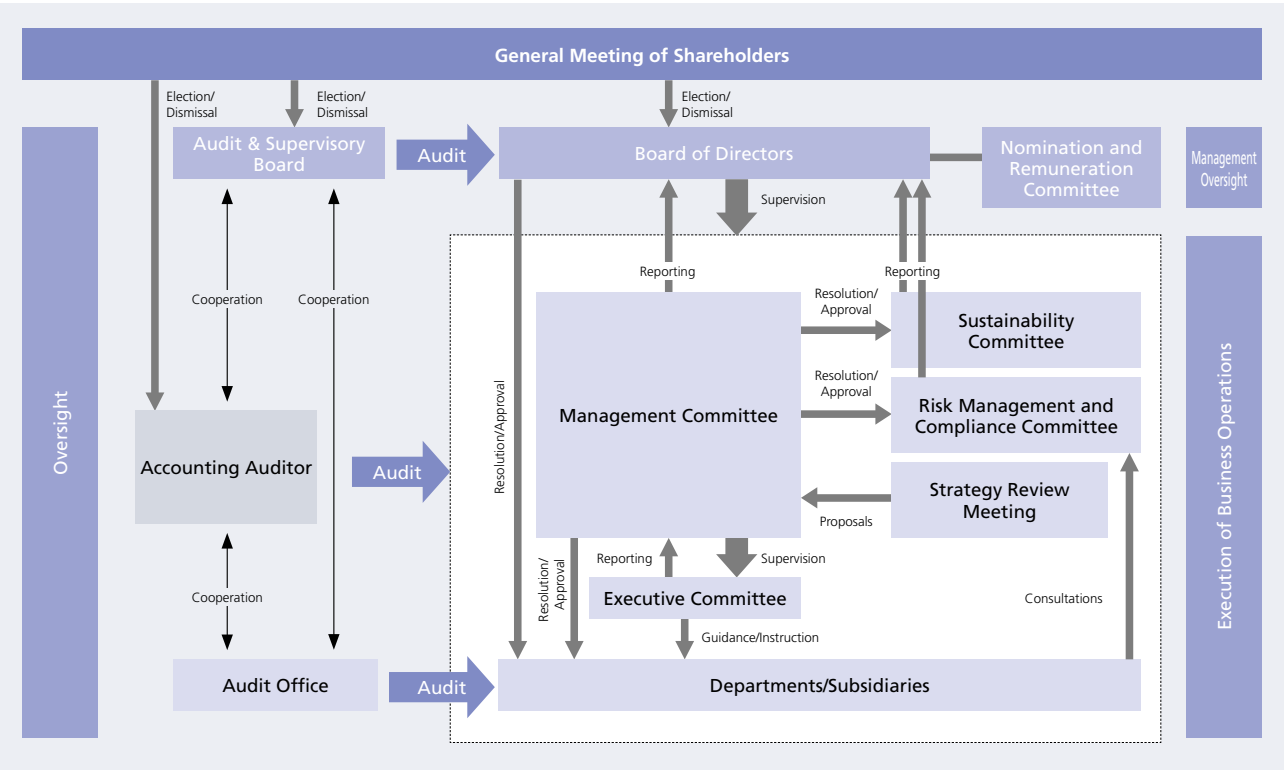 General Meeting of Shareholders
Election/
Dismissal
Election/
Dismissal
Election/
Dismissal
Oversight
Audit & Supervisory
Board
Audit
Board of Directors
Nomination and
Remuneration
Committee
Management
Oversight
Supervision
Reporting
Reporting
Cooperation
Cooperation
Resolution/
Approval
Sustainability
Committee
Resolution/Approval
Management Committee
Resolution/
Approval
Risk Management and
Compliance Committee
Accounting Auditor
Audit
Strategy Review
Meeting
Proposals
Execution of Business Operations
Resolution/
Approval
Reporting
Supervision
Cooperation
Executive Committee
Consultations
Guidance/Instruction
Audit Office
Audit
Departments/Subsidiaries